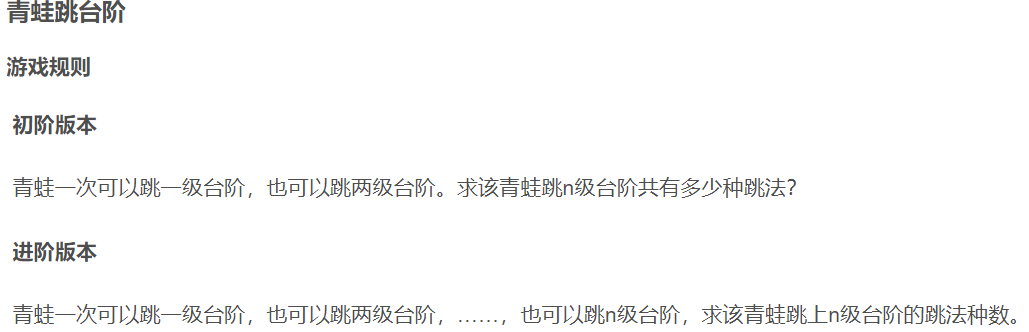 青蛙跳台阶
游戏规则
初阶版本
青蛙一次可以跳一级台阶，也可以跳两级台阶。求该青蛙跳n级台阶共有多少种跳法？
进阶版本
青蛙一次可以跳一级台阶，也可以跳两级台阶，……，也可以跳n级台阶，求该青蛙跳上n级台阶的跳法种数。